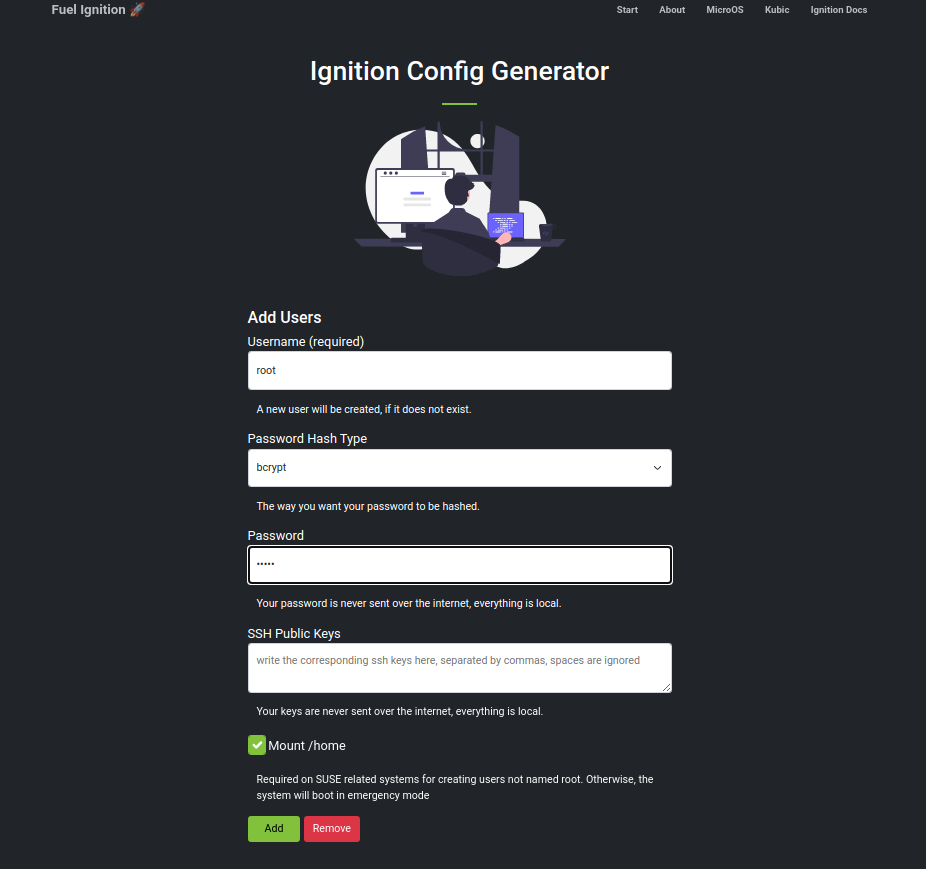 Fuel Ignition 🚀 Start About MicroOS Kubic Ignition Docs
Ignition Config Generator
Add Users
Username (required)
root
A new user will be created, if it does not exist.
Password Hash Type
bcrypt
The way you want your password to be hashed.
Password
•••••
Your password is never sent over the internet, everything is local.
SSH Public Keys
write the corresponding ssh keys here, separated by commas, spaces are ignored
Your keys are never sent over the internet, everything is local.
Mount /home
Required on SUSE related systems for creating users not named root. Otherwise, the
system will boot in emergency mode
Add Remove